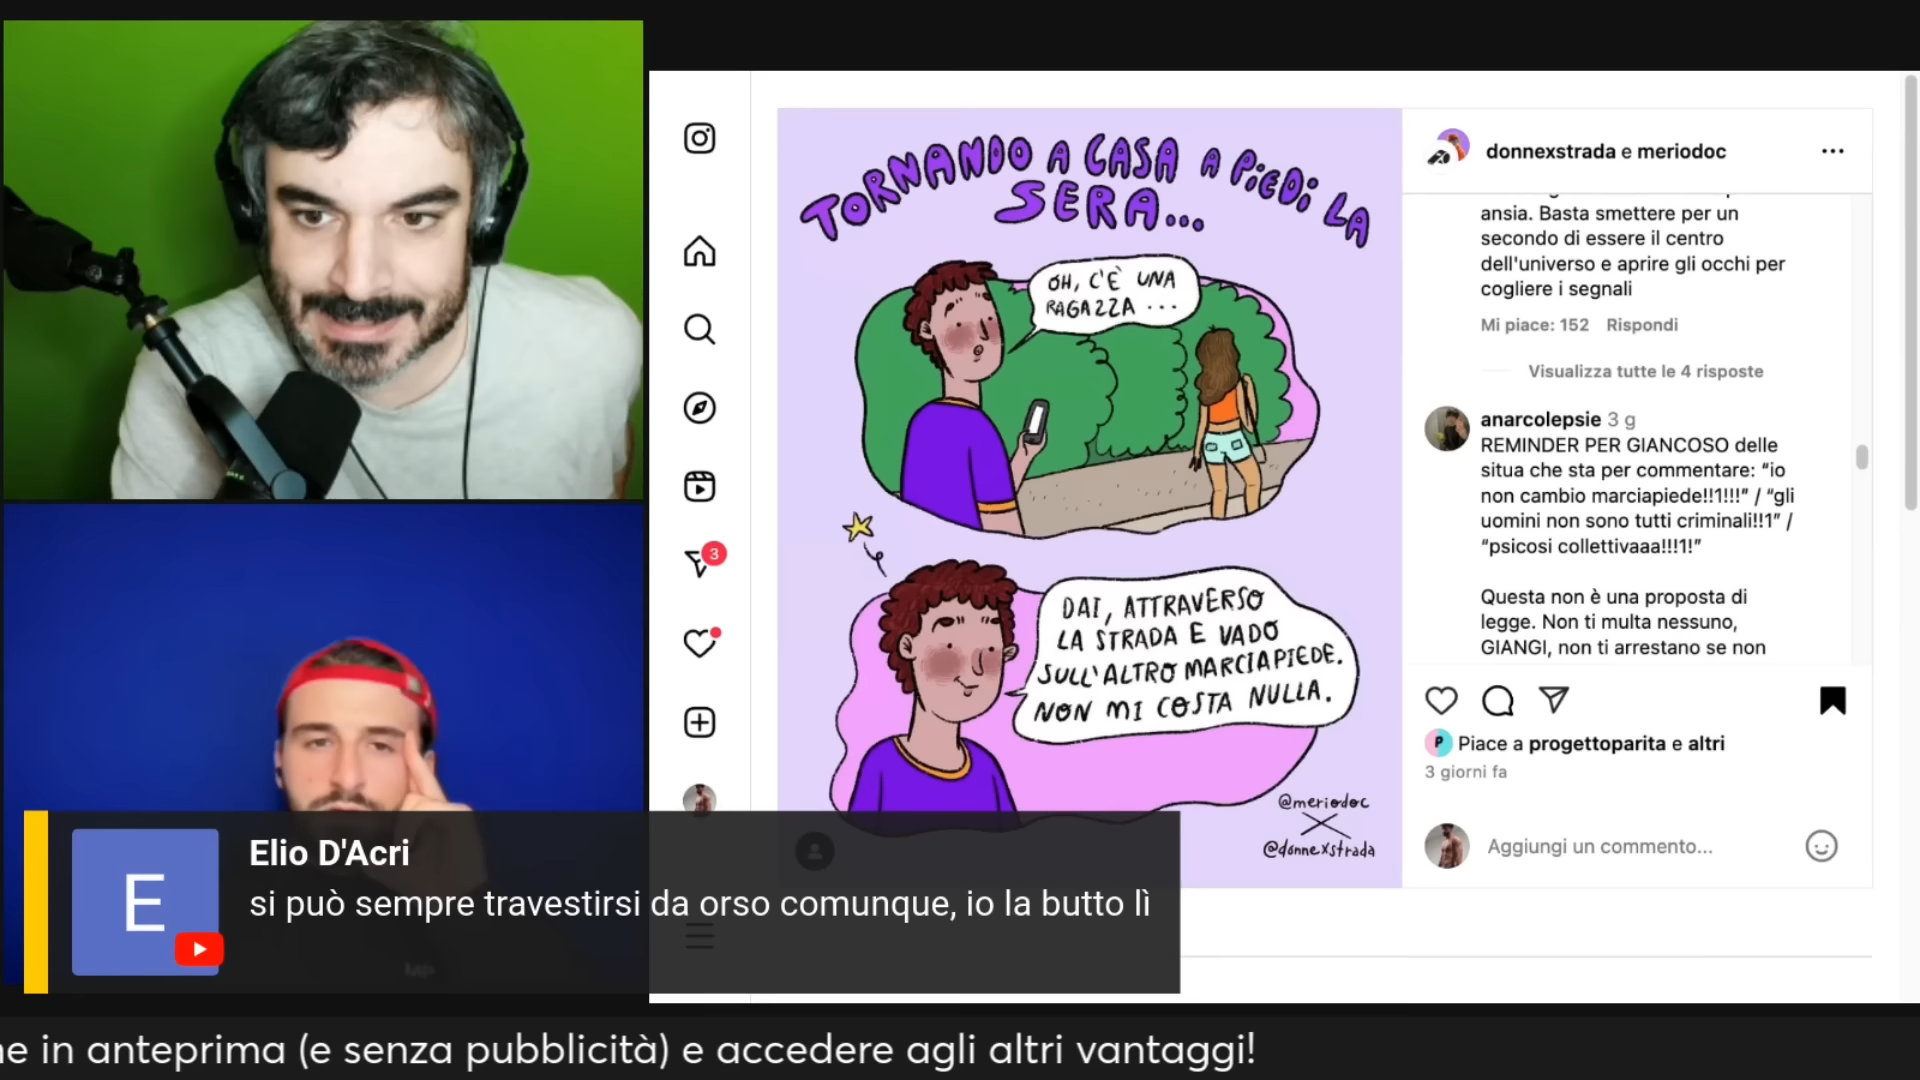 TORNANDO A CASA A PIEDI LA
SERA...
OH, C'È UNA
RAGAZZA ...
DAI, ATTRAVERSO
LA STRADA E VADO
SULL'ALTRO MARCIAPIEDE.
NON MI COSTA NULLA.
@meriodoc
X
@donnexstrada
donnexstrada e meriodoc
ansia. Basta smettere per un
secondo di essere il centro
dell'universo e aprire gli occhi per
cogliere i segnali
Mi piace: 152 Rispondi
Visualizza tutte le 4 risposte
anarcolepsie 3 g
REMINDER PER GIANCOSO delle
situa che sta per commentare: “io
non cambio marciapiede!!1!!!” / “gli
uomini non sono tutti criminali!!1” /
“psicosi collettivaaa!!!1!”
Questa non è una proposta di
legge. Non ti multa nessuno,
GIANGI, non ti arrestano se non
3
P Piace a progettoparita e altri
3 giorni fa
Aggiungi un commento...
E
Elio D'Acri
si può sempre travestirsi da orso comunque, io la butto lì
ne in anteprima (e senza pubblicità) e accedere agli altri vantaggi!